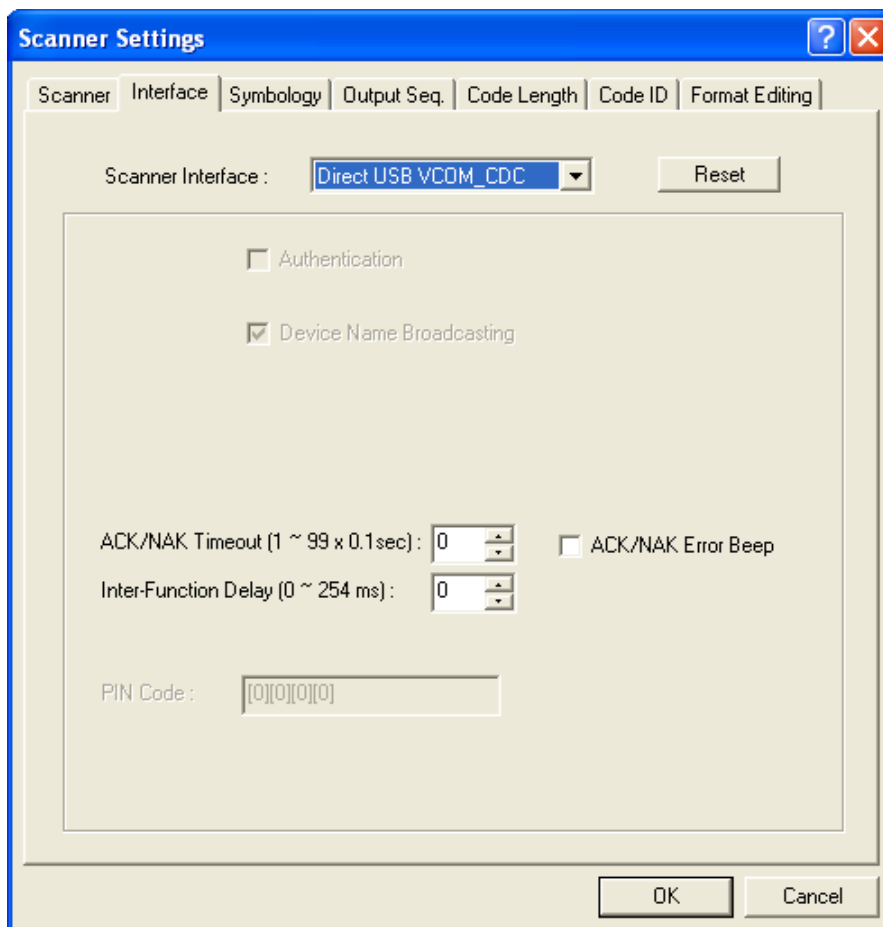 Scanner Settings
Scanner Interface Symbology Output Seq. Code Length Code ID Format Editing
Scanner Interface : Direct USB VCOM_CDC Reset
Authentication
Device Name Broadcasting
ACK/NAK Timeout (1 ~ 99 x 0.1sec) : 0 ACK/NAK Error Beep
Inter-Function Delay (0 ~ 254 ms) : 0
PIN Code : [0][0][0][0]
OK Cancel